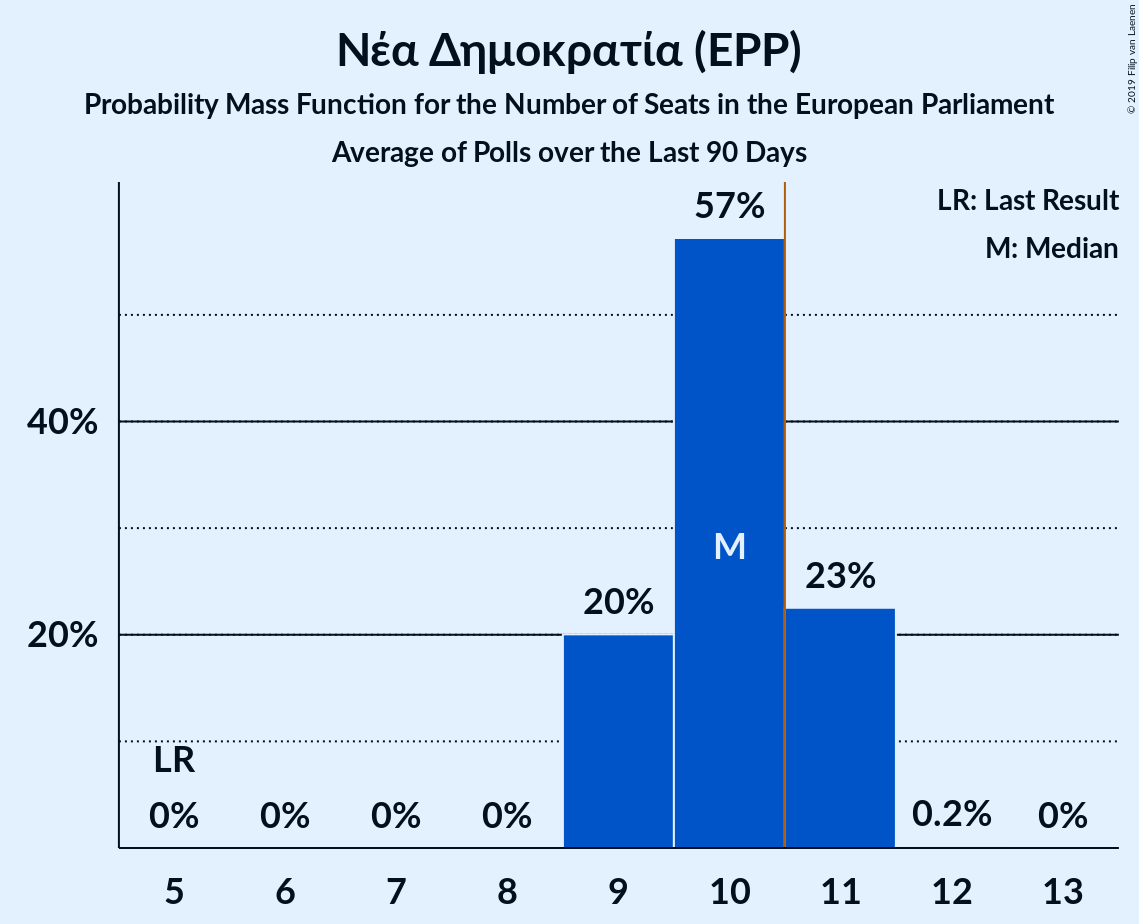 Νέα Δημοκρατία (EPP)
Probability Mass Function for the Number of Seats in the European Parliament
Average of Polls over the Last 90 Days
© 2019 Filip van Laenen
LR: Last Result
M: Median
57%
40%
M
23%
20%
20%
LR
0% 0% 0% 0% 0.2% 0%
5 6 7 8 9 10 11 12 13